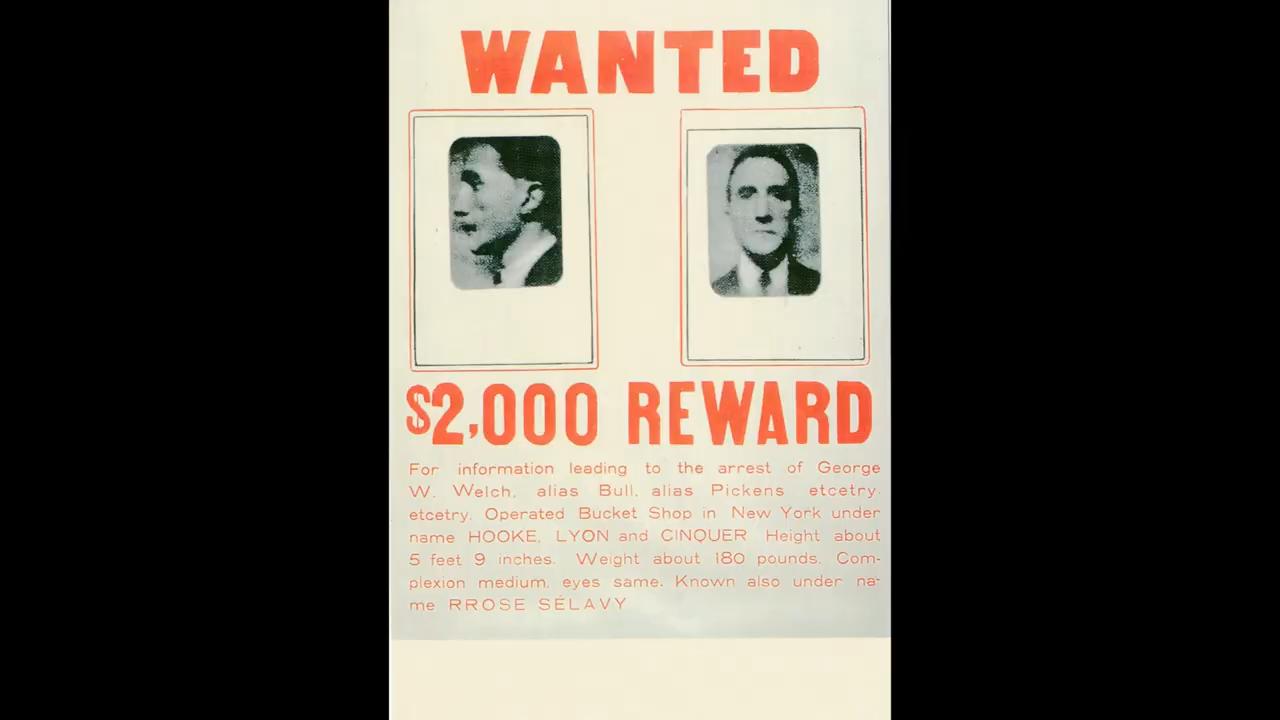 WANTED
$2,000 REWARD
For information leading to the arrest of George
W. Welch, alias Bull, alias Pickens etcetry.
etcetry. Operated Bucket Shop in New York under
name HOOKE, LYON and CINQUER Height about
5 feet 9 inches. Weight about 180 pounds. Com-
plexion medium, eyes same. Known also under na-
me RROSE SÉLAVY